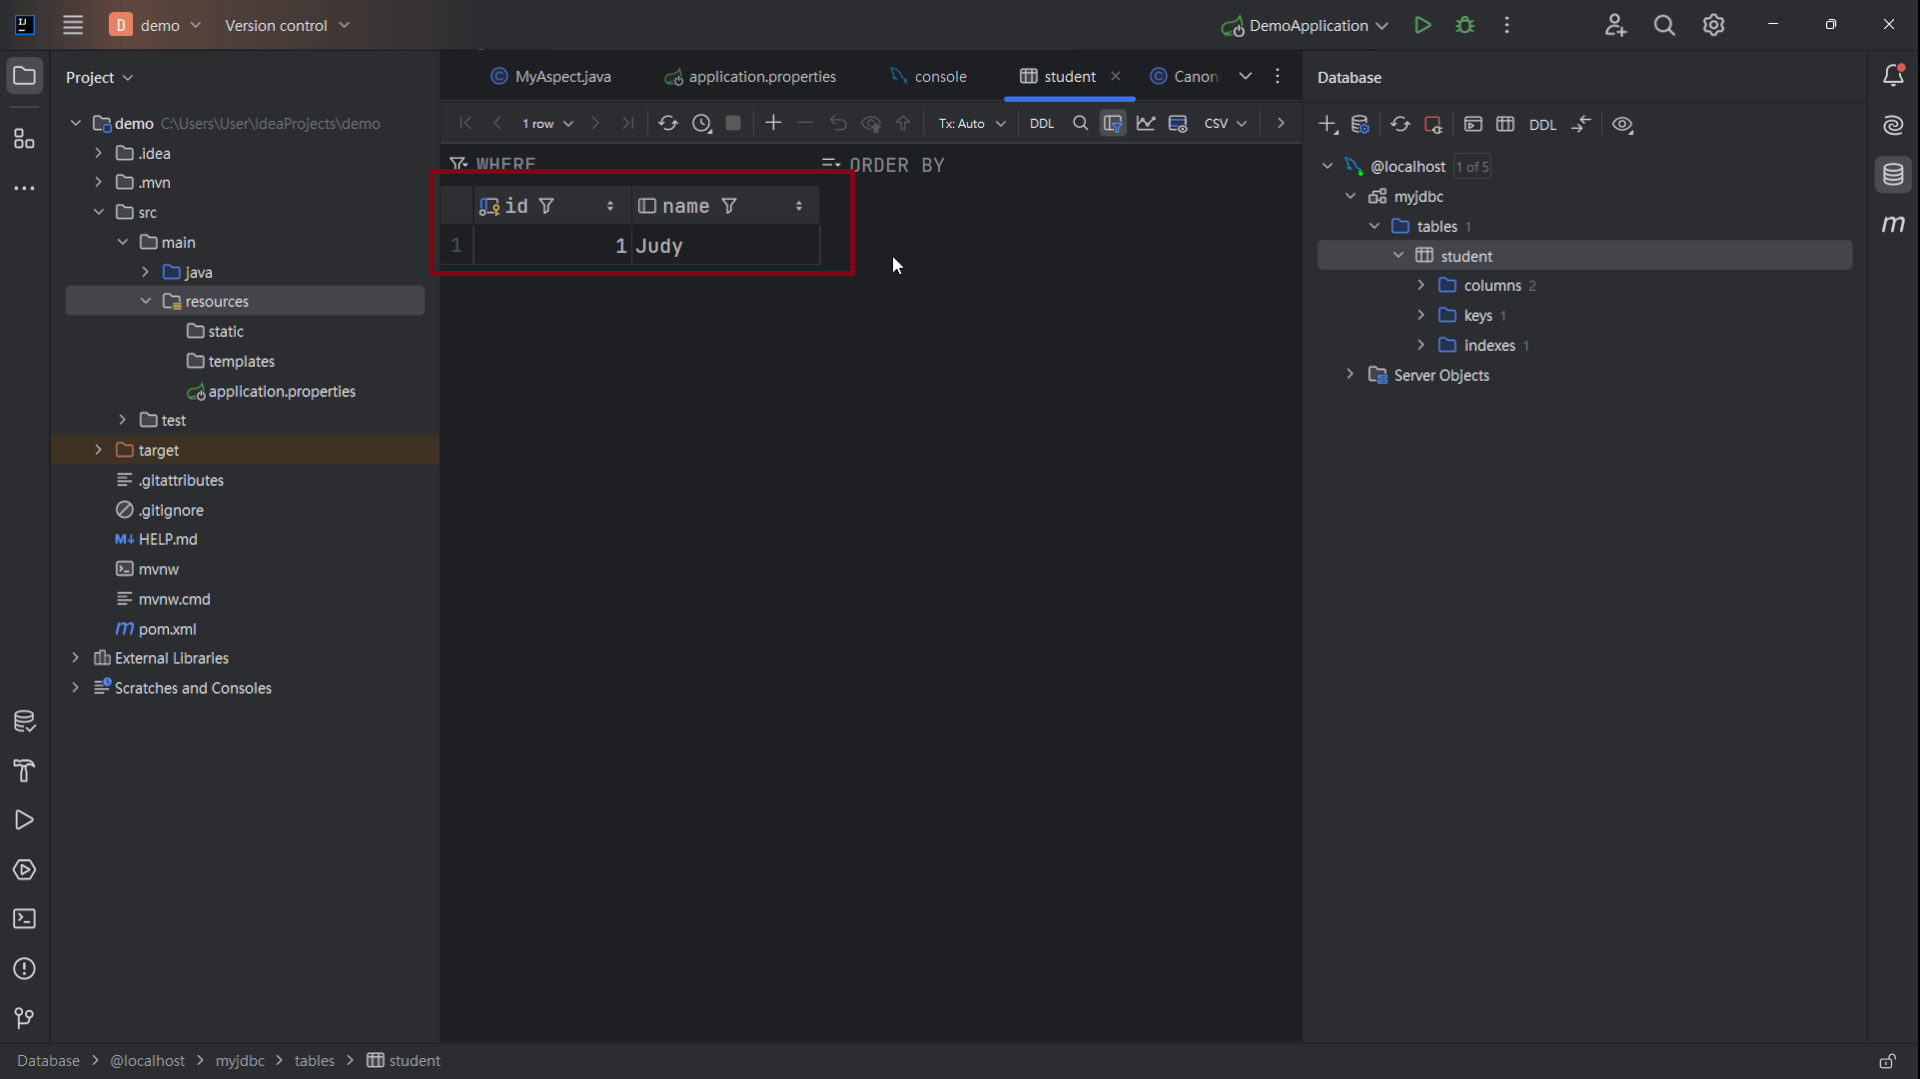 D demo Version control DemoApplication
Project
demo C:\Users\User\IdeaProjects\demo
.idea
.mvn
src
main
java
resources
static
templates
application.properties
test
target
.gitattributes
.gitignore
M↓ HELP.md
mvnw
mvnw.cmd
m pom.xml
External Libraries
Scratches and Consoles
MyAspect.java application.properties console student Canon
1 row Tx: Auto DDL CSV
WHERE ORDER BY
id name
1 1 Judy
Database
DDL
@localhost 1 of 5
myjdbc
tables 1
student
columns 2
keys 1
indexes 1
Server Objects
m
Database > @localhost > myjdbc > tables > student